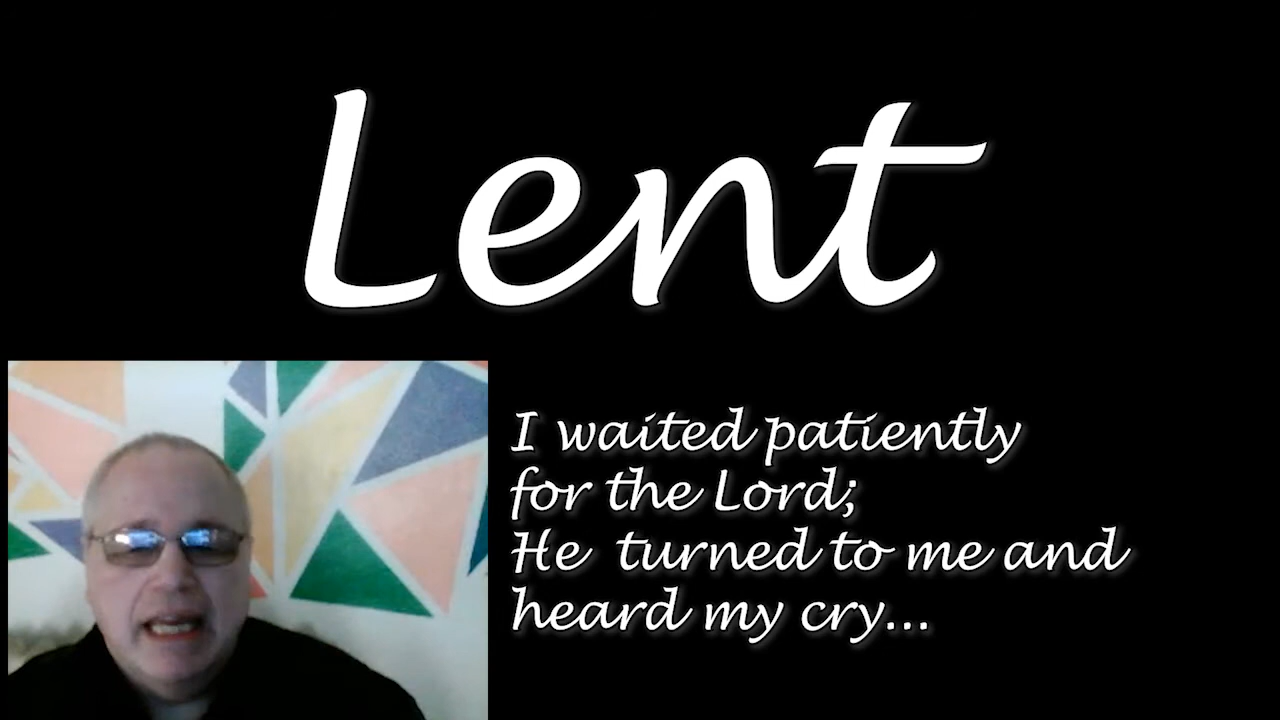 Lent
I waited patiently
for the Lord;
He turned to me and
heard my cry...